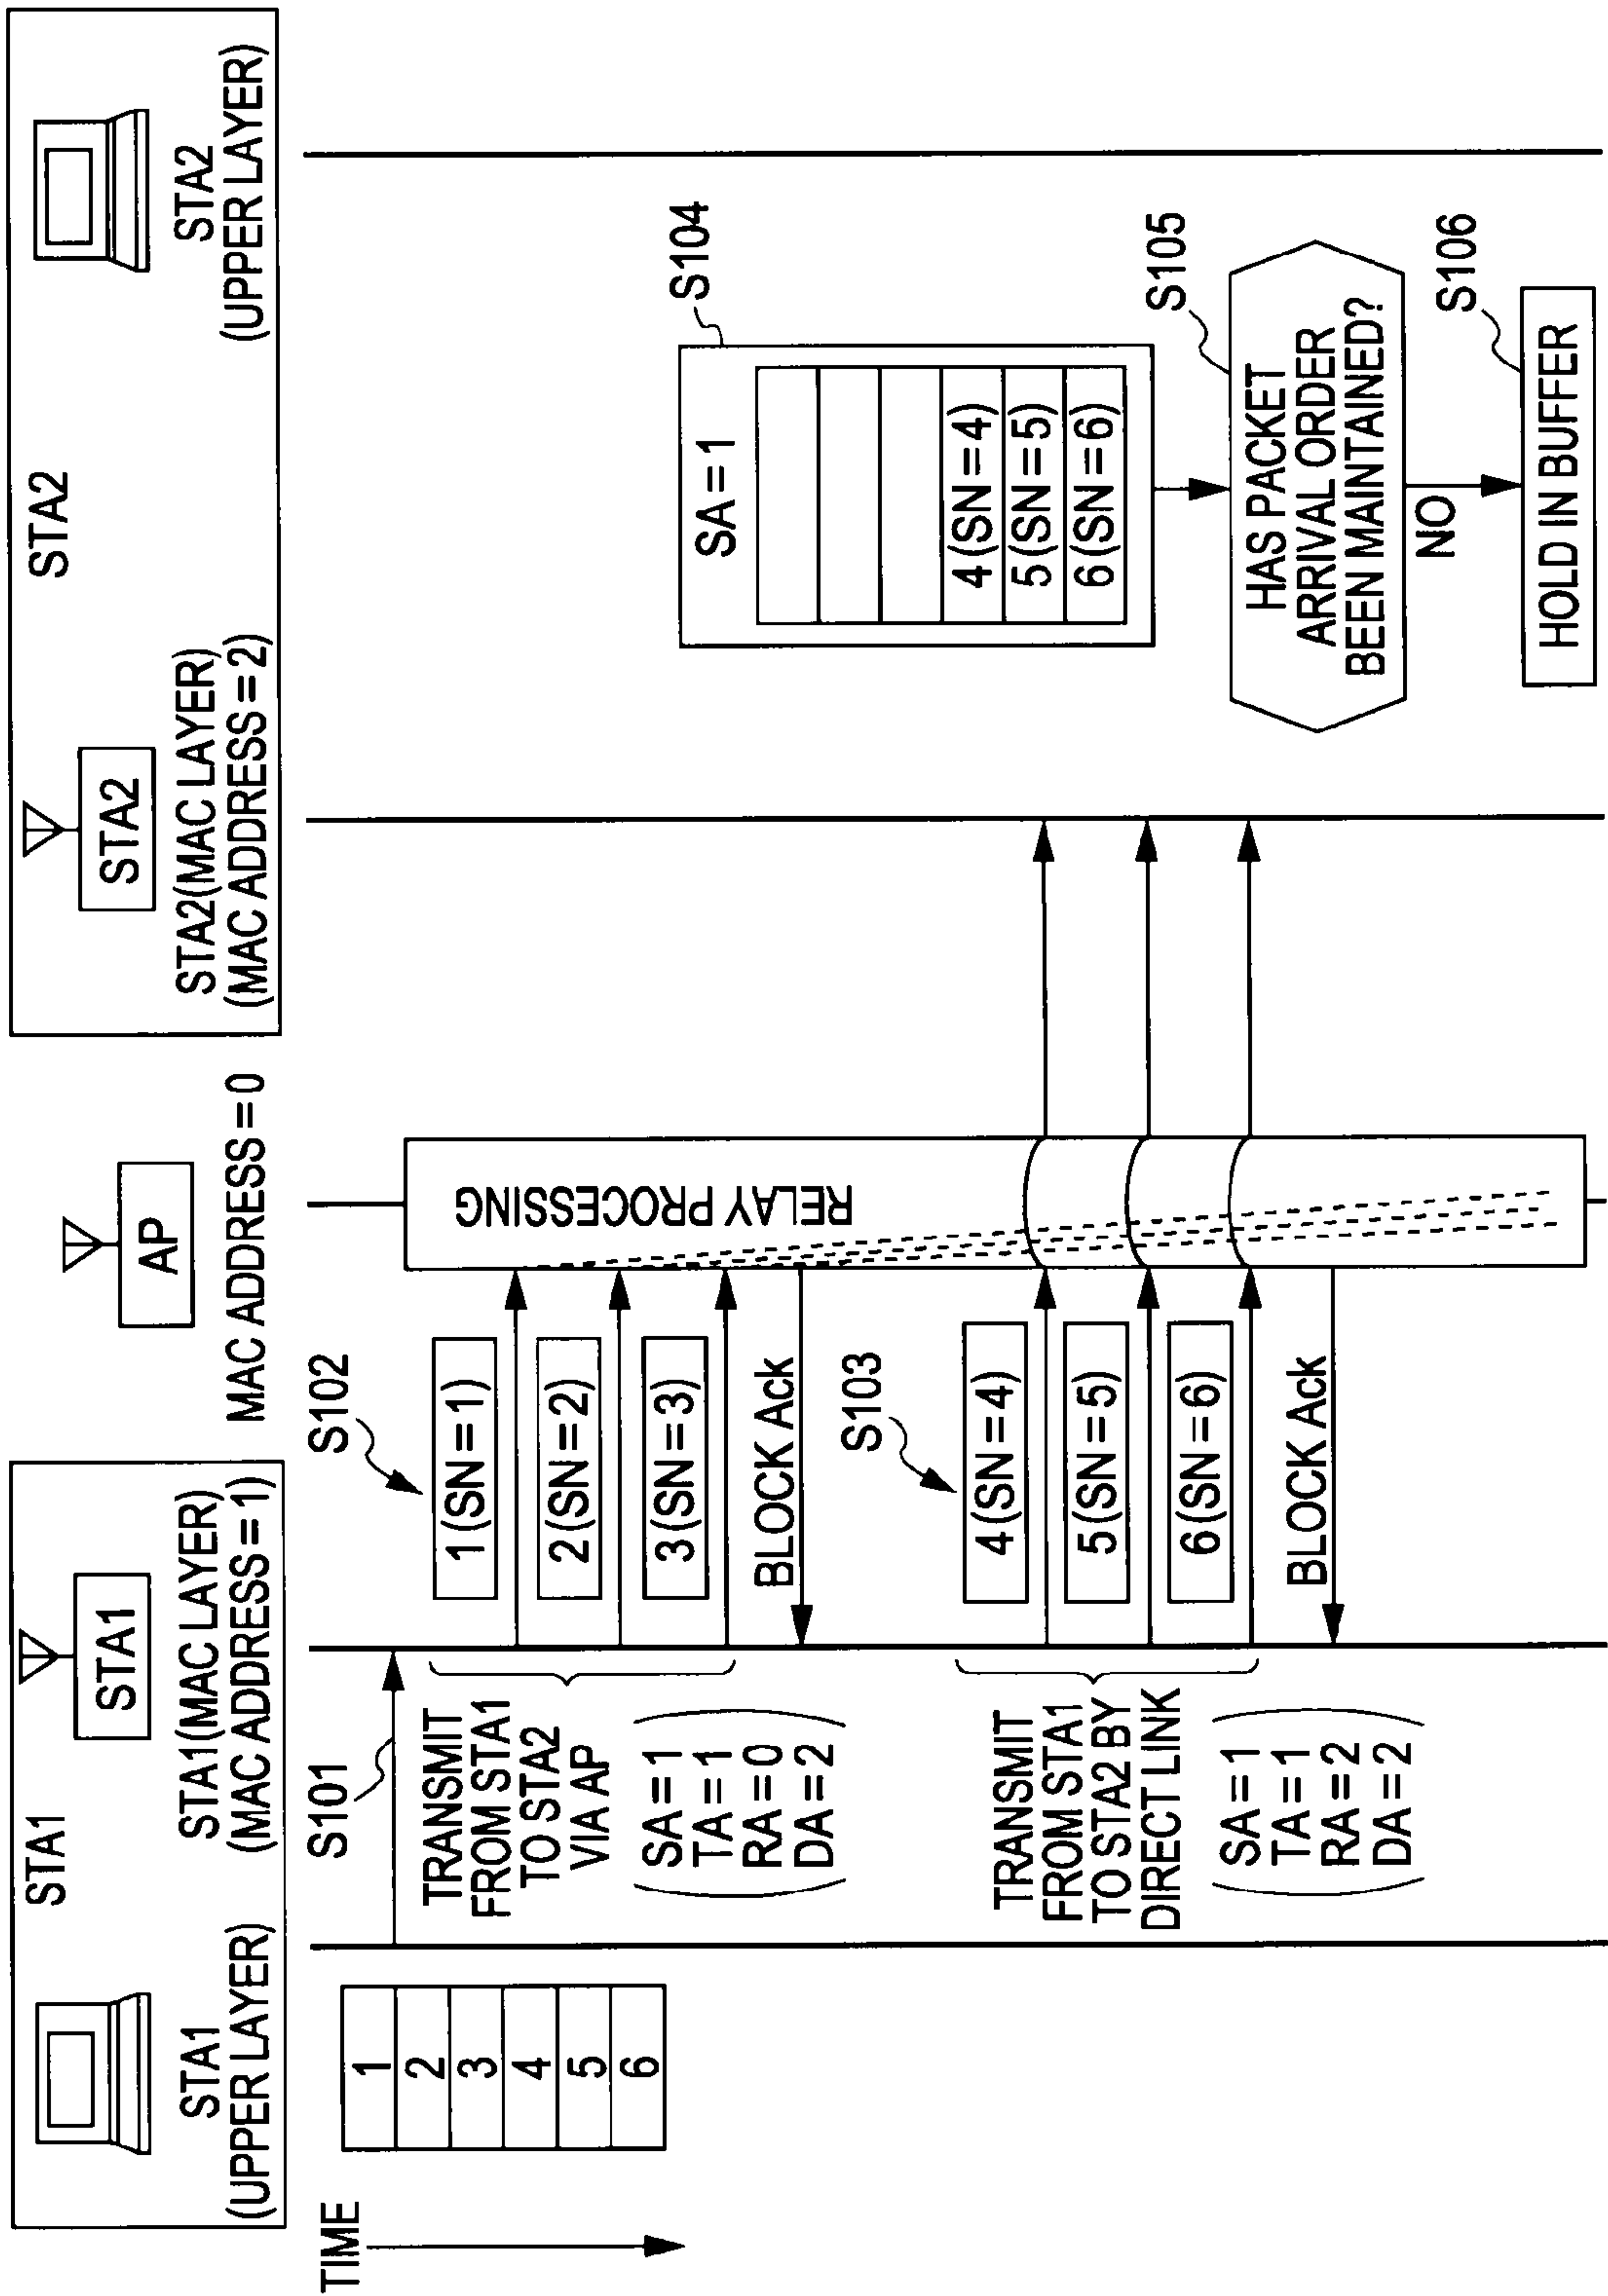 STA1
STA1
(UPPER LAYER)
STA1
STA1(MAC LAYER)
(MAC ADDRESS=1)
AP
MAC ADDRESS=0
STA2
STA2
STA2(MAC LAYER)
(MAC ADDRESS=2)
STA2
(UPPER LAYER)
TIME
1
2
3
4
5
6
S101
TRANSMIT
FROM STA1
TO STA2
VIA AP
SA=1
TA=1
RA=0
DA=2
S102
1(SN=1)
2(SN=2)
3(SN=3)
BLOCK Ack
RELAY PROCESSING
TRANSMIT
FROM STA1
TO STA2 BY
DIRECT LINK
SA=1
TA=1
RA=2
DA=2
S103
4(SN=4)
5(SN=5)
6(SN=6)
BLOCK Ack
S104
SA=1
4(SN=4)
5(SN=5)
6(SN=6)
S105
HAS PACKET
ARRIVAL ORDER
BEEN MAINTAINED?
NO
S106
HOLD IN BUFFER